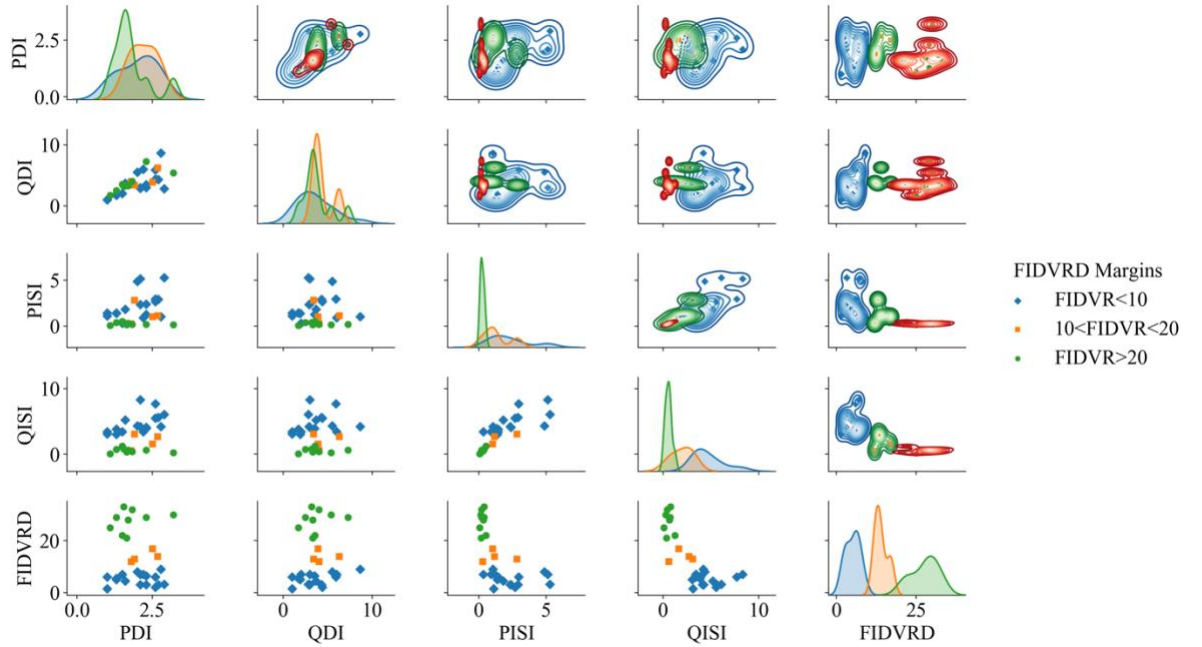 PDI
2.5
0.0
QDI
10
0
PISI
5
0
QISI
10
0
FIDVRD
20
0
0.0 2.5 0 10 0 5 0 10 0 25
PDI QDI PISI QISI FIDVRD
FIDVRD Margins
FIDVR<10
10<FIDVR<20
FIDVR>20